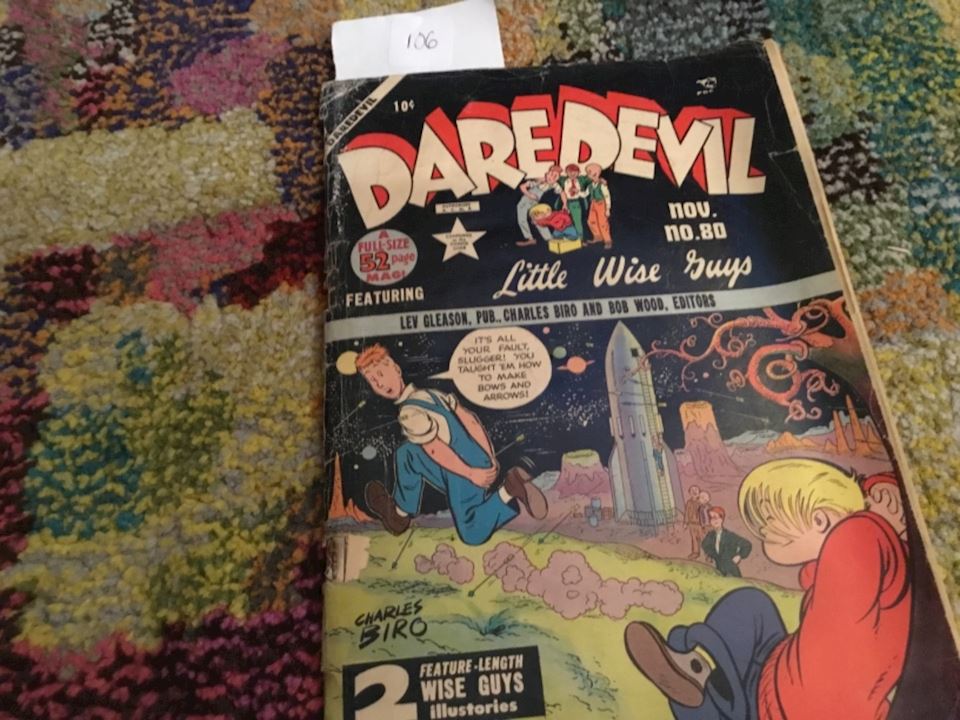 106
DAREDEVIL
10¢
DAREDEVIL
NOV.
NO.80
A
FULL-SIZE
52 page
MAG!
FEATURING
Little Wise Guys
LEV GLEASON, PUB., CHARLES BIRO AND BOB WOOD, EDITORS
IT'S ALL
YOUR FAULT,
SLUGGER! YOU
TAUGHT 'EM HOW
TO MAKE
BOWS AND
ARROWS!
CHARLES
BIRO
2
FEATURE-LENGTH
WISE GUYS
illustories